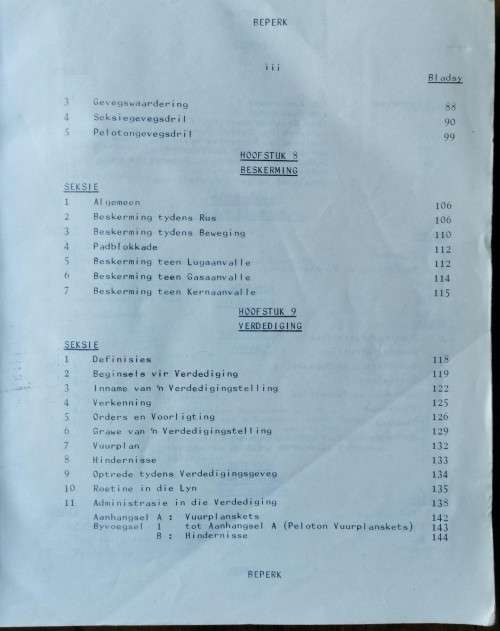 BEPERK
iii
Bladsy
3 Gevegswaardering 88
4 Seksiegevegsdril 90
5 Pelotongevegsdril 99
HOOFSTUK 8
BESKERMING
SEKSIE
1 Algemeen 106
2 Beskerming tydens Rus 106
3 Beskerming tydens Beweging 110
4 Padblokkade 112
5 Beskerming teen Lugaanvalle 112
6 Beskerming teen Gasaanvalle 114
7 Beskerming teen Kernaanvalle 115
HOOFSTUK 9
VERDEDIGING
SEKSIE
1 Definisies 118
2 Beginsels vir Verdediging 119
3 Inname van 'n Verdedigingstelling 122
4 Verkenning 125
5 Orders en Voorligting 126
6 Grawe van 'n Verdedigingstelling 129
7 Vuurplan 132
8 Hindernisse 133
9 Optrede tydens Verdedigingsgeveg 134
10 Roetine in die Lyn 135
11 Administrasie in die Verdediging 138
Aanhangsel A : Vuurplanskets 142
Byvoegsel 1 tot Aanhangsel A (Peloton Vuurplanskets) 143
B : Hindernisse 144
BEPERK